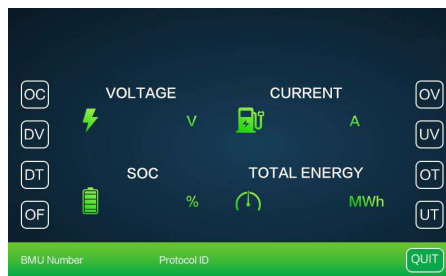 OC VOLTAGE CURRENT OV
DV V A UV
DT SOC TOTAL ENERGY OT
OF % MWh UT
BMU Number Protocol ID QUIT